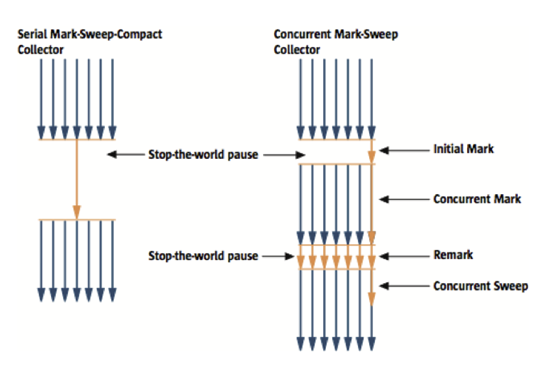 Serial Mark-Sweep-Compact
Collector
Concurrent Mark-Sweep
Collector
Stop-the-world pause
Initial Mark
Concurrent Mark
Stop-the-world pause
Remark
Concurrent Sweep